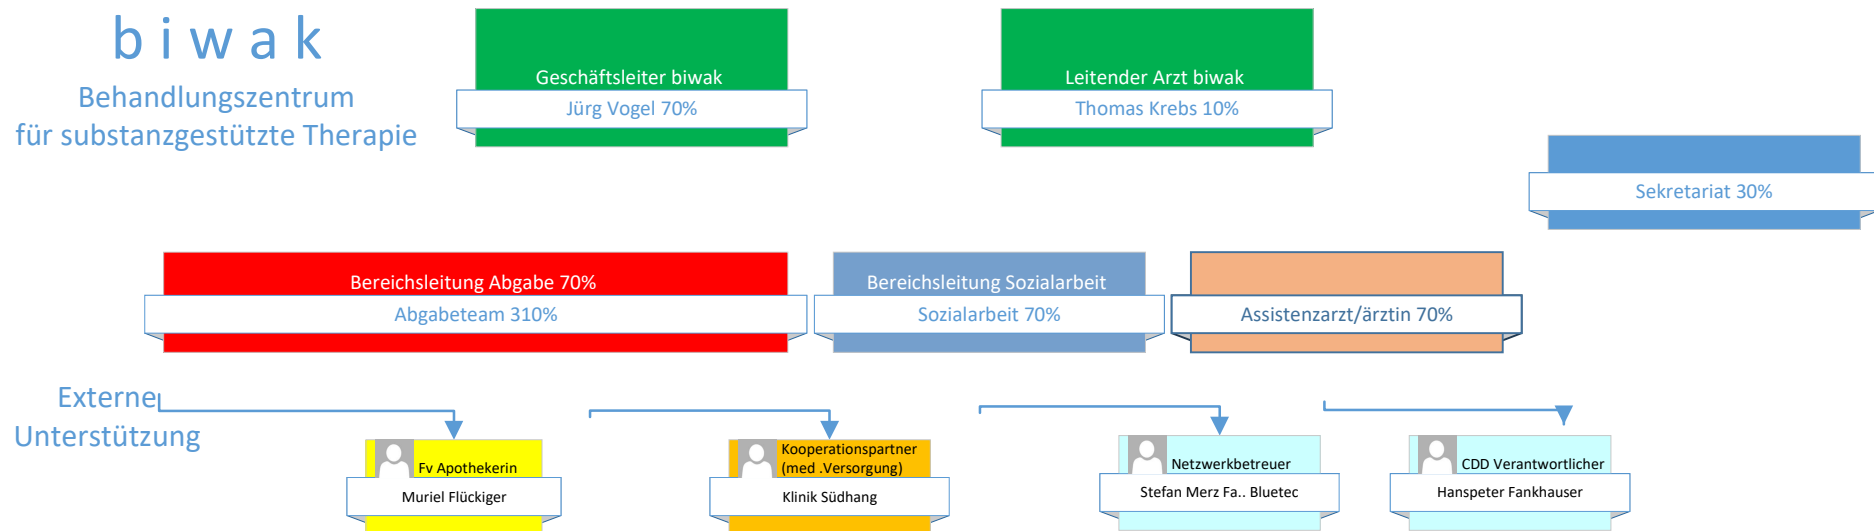 b i w a k
Behandlungszentrum
für substanzgestützte Therapie
Geschäftsleiter biwak
Jürg Vogel 70%
Leitender Arzt biwak
Thomas Krebs 10%
Sekretariat 30%
Bereichsleitung Abgabe 70%
Abgabeteam 310%
Bereichsleitung Sozialarbeit
Sozialarbeit 70%
Assistenzarzt/ärztin 70%
Externe
Unterstützung
Fv Apothekerin
Muriel Flückiger
Kooperationspartner
(med .Versorgung)
Klinik Südhang
Netzwerkbetreuer
Stefan Merz Fa.. Bluetec
CDD Verantwortlicher
Hanspeter Fankhauser